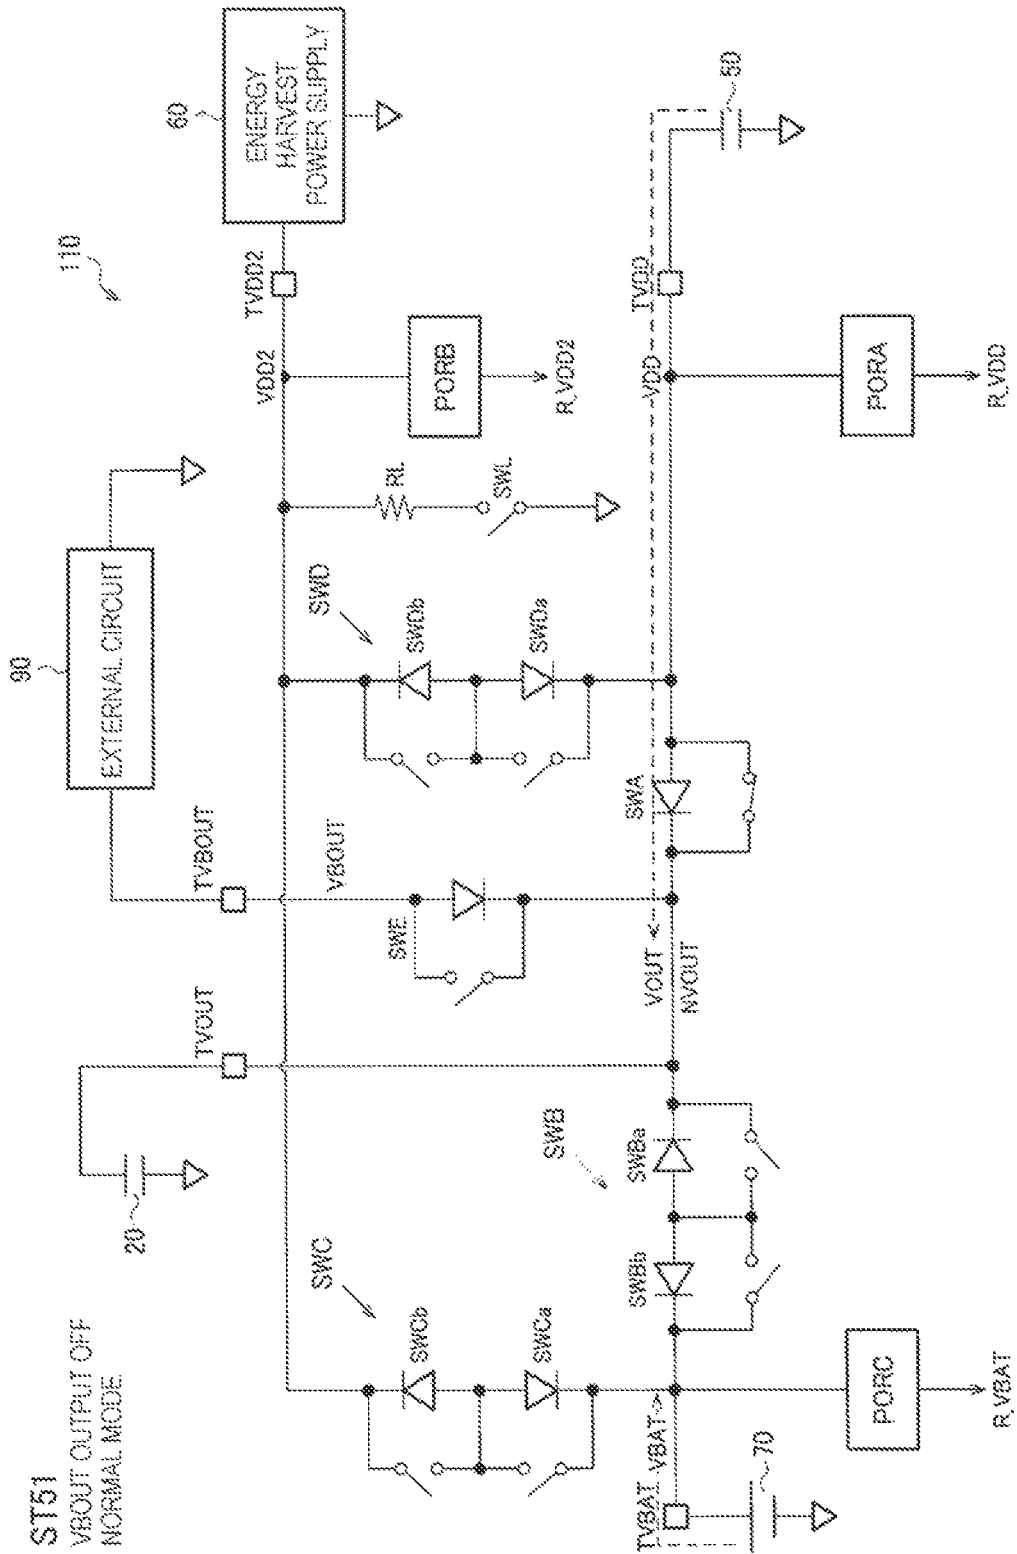 ST51
VBOUT OUTPUT OFF
NORMAL MODE
110
20
TVOUT
90
EXTERNAL CIRCUIT
TVBOUT
VBOUT
60
ENERGY
HARVEST
POWER SUPPLY
TVDD2
VDD2
PORB
R_VDD2
RL
SWL
SWD
SWDb
SWDa
SWE
SWC
SWCb
SWCa
SWB
SWBb
SWBa
VOUT
NVOUT
SWA
VDD
TVDD
50
PORA
R_VDD
TVBAT
VBAT
70
PORC
R_VBAT